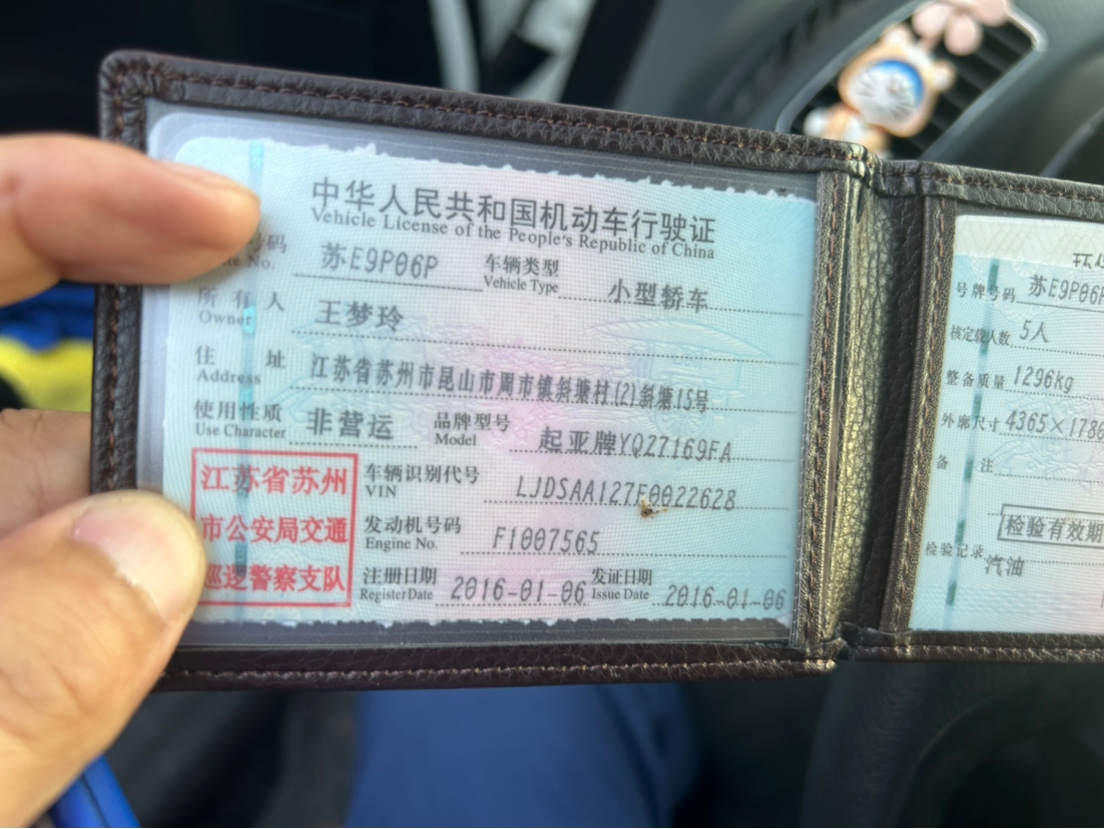 中华人民共和国机动车行驶证
Vehicle License of the People's Republic of China
号码 苏E9P06P 车辆类型 小型轿车
No. Vehicle Type
所有人 王梦玲
Owner
住址 江苏省苏州市昆山市周市镇斜塘村(2)斜塘15号
Address
使用性质 非营运 品牌型号 起亚牌YQZ7169FA
Use Character Model
江苏省苏州
市公安局交通
巡逻警察支队
车辆识别代号 LJDSAA127F0022628
VIN
发动机号码 F1007565
Engine No.
注册日期 2016-01-06 发证日期 2016-01-06
Register Date Issue Date
号牌号码 苏E9P06P
核定载人数 5人
整备质量 1296kg
外廓尺寸 4365×1786
备注
检验有效期
检验记录 汽油